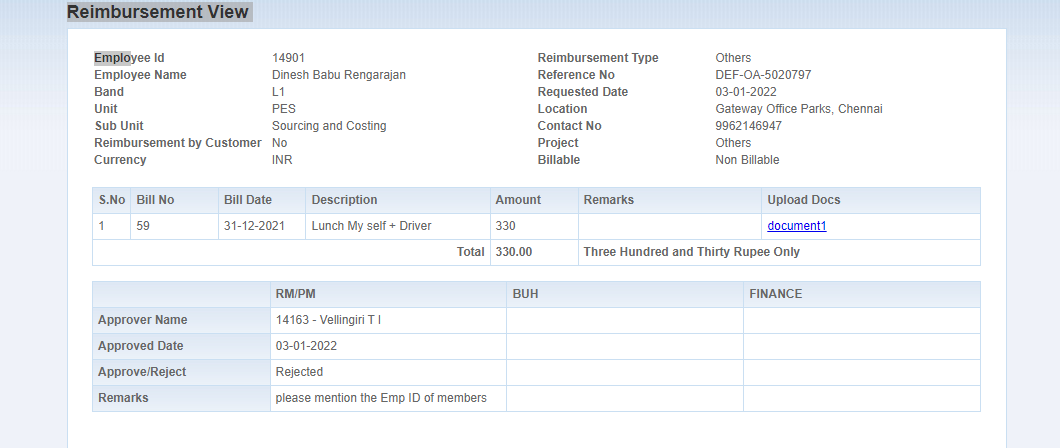 Reimbursement View
Employee Id 14901 Reimbursement Type Others
Employee Name Dinesh Babu Rengarajan Reference No DEF-OA-5020797
Band L1 Requested Date 03-01-2022
Unit PES Location Gateway Office Parks, Chennai
Sub Unit Sourcing and Costing Contact No 9962146947
Reimbursement by Customer No Project Others
Currency INR Billable Non Billable
S.No Bill No Bill Date Description Amount Remarks Upload Docs
1 59 31-12-2021 Lunch My self + Driver 330 document1
Total 330.00 Three Hundred and Thirty Rupee Only
RM/PM BUH FINANCE
Approver Name 14163 - Vellingiri T I
Approved Date 03-01-2022
Approve/Reject Rejected
Remarks please mention the Emp ID of members